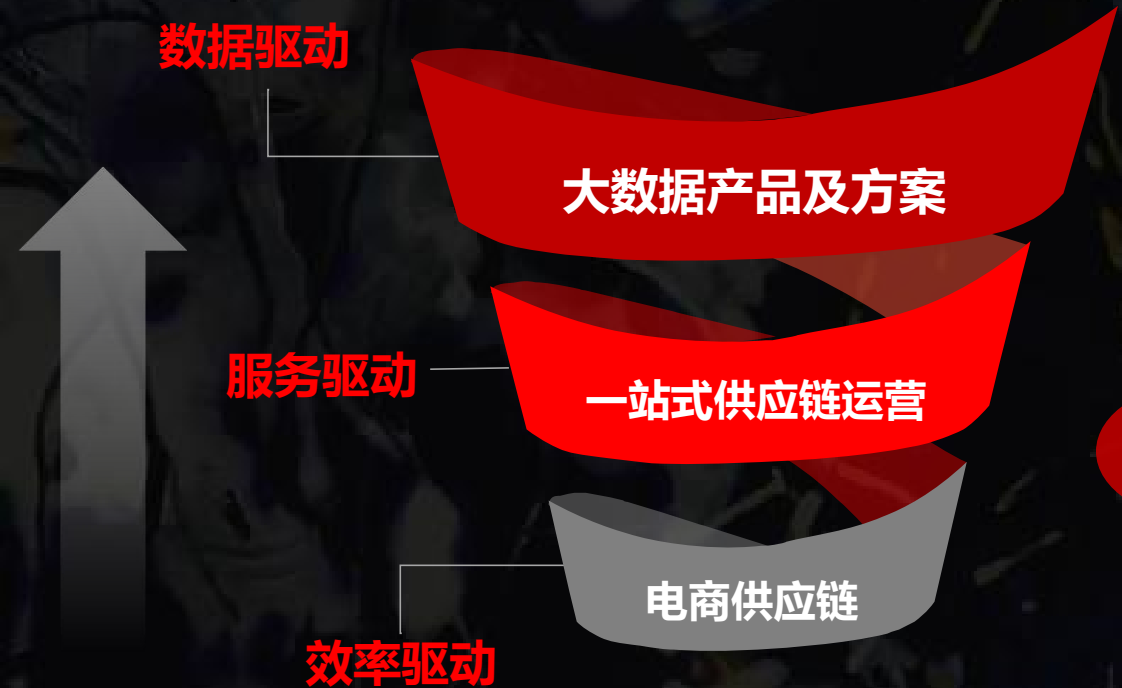 数据驱动
大数据产品及方案
服务驱动
一站式供应链运营
电商供应链
效率驱动